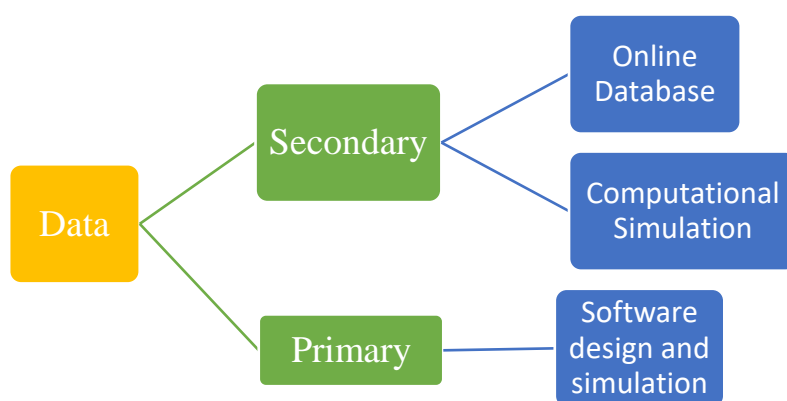 Data
Secondary
Online
Database
Computational
Simulation
Primary
Software
design and
simulation